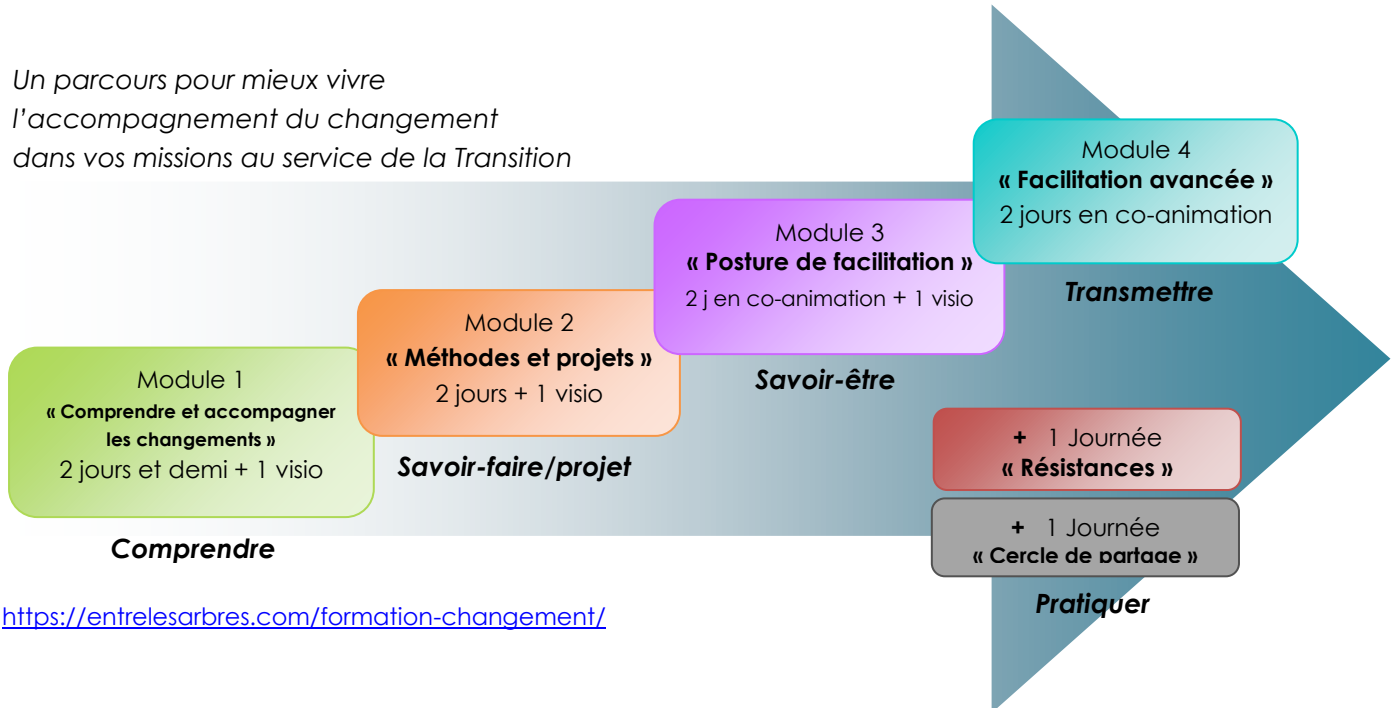 Un parcours pour mieux vivre
l’accompagnement du changement
dans vos missions au service de la Transition
Module 1
« Comprendre et accompagner
les changements »
2 jours et demi + 1 visio
Comprendre
Module 2
« Méthodes et projets »
2 jours + 1 visio
Savoir-faire/projet
Module 3
« Posture de facilitation »
2 j en co-animation + 1 visio
Savoir-être
Module 4
« Facilitation avancée »
2 jours en co-animation
Transmettre
+ 1 Journée
« Résistances »
+ 1 Journée
« Cercle de partage »
Pratiquer
https://entrelesarbres.com/formation-changement/